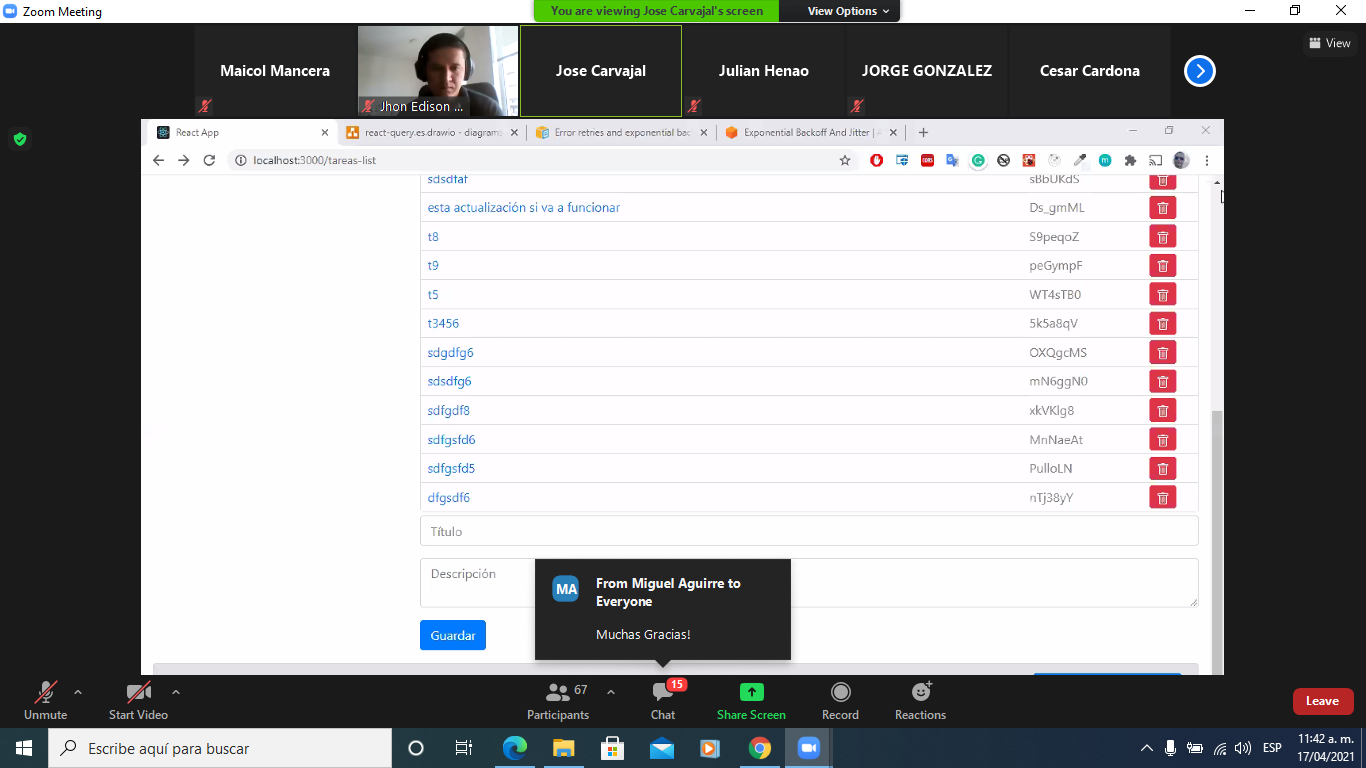 Zoom Meeting
You are viewing Jose Carvajal's screen
View Options
View
Maicol Mancera
Jhon Edison ...
Jose Carvajal
Julian Henao
JORGE GONZALEZ
Cesar Cardona
React App
react-query.es.drawio - diagrams
Error retries and exponential bac
Exponential Backoff And Jitter | A
localhost:3000/tareas-list
sdsdfaf sBbUKdS
esta actualización si va a funcionar Ds_gmML
t8 S9peqoZ
t9 peGympF
t5 WT4sTB0
t3456 5k5a8qV
sdgdfg6 OXQgcMS
sdsdfg6 mN6ggN0
sdfgdf8 xkVKlg8
sdfgsfd6 MnNaeAt
sdfgsfd5 PulloLN
dfgsdf6 nTj38yY
Título
Descripción
Guardar
MA
From Miguel Aguirre to
Everyone
Muchas Gracias!
Unmute
Start Video
67
Participants
15
Chat
Share Screen
Record
Reactions
Leave
Escribe aquí para buscar
ESP
11:42 a. m.
17/04/2021